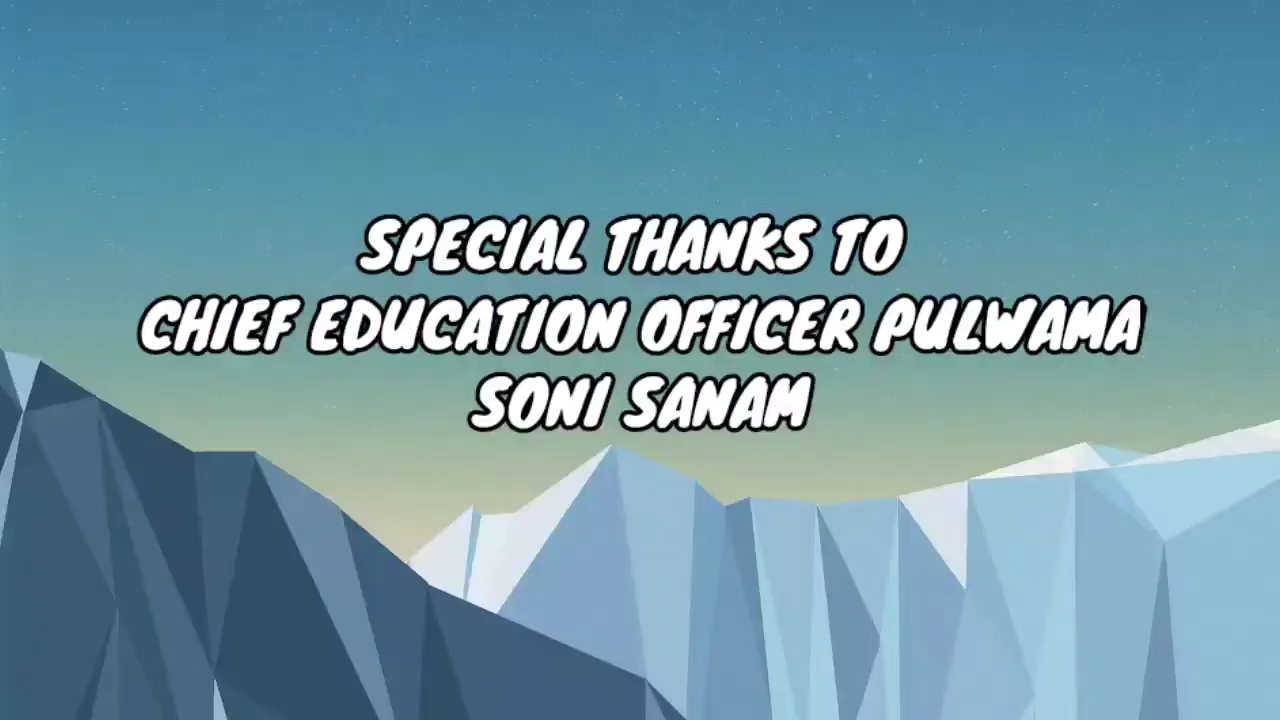 SPECIAL THANKS TO
CHIEF EDUCATION OFFICER PULWAMA
SONI SANAM